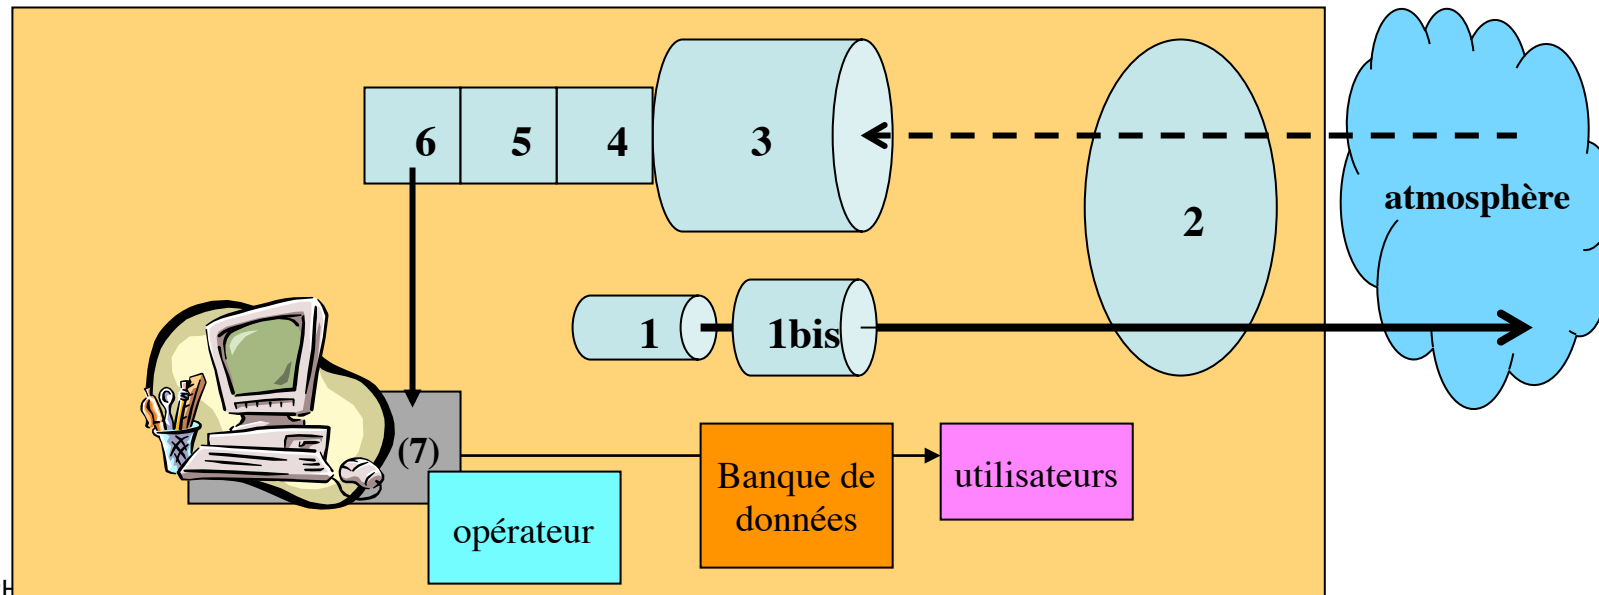 6
5
4
3
2
atmosphère
1
1bis
(7)
opérateur
Banque de
données
utilisateurs